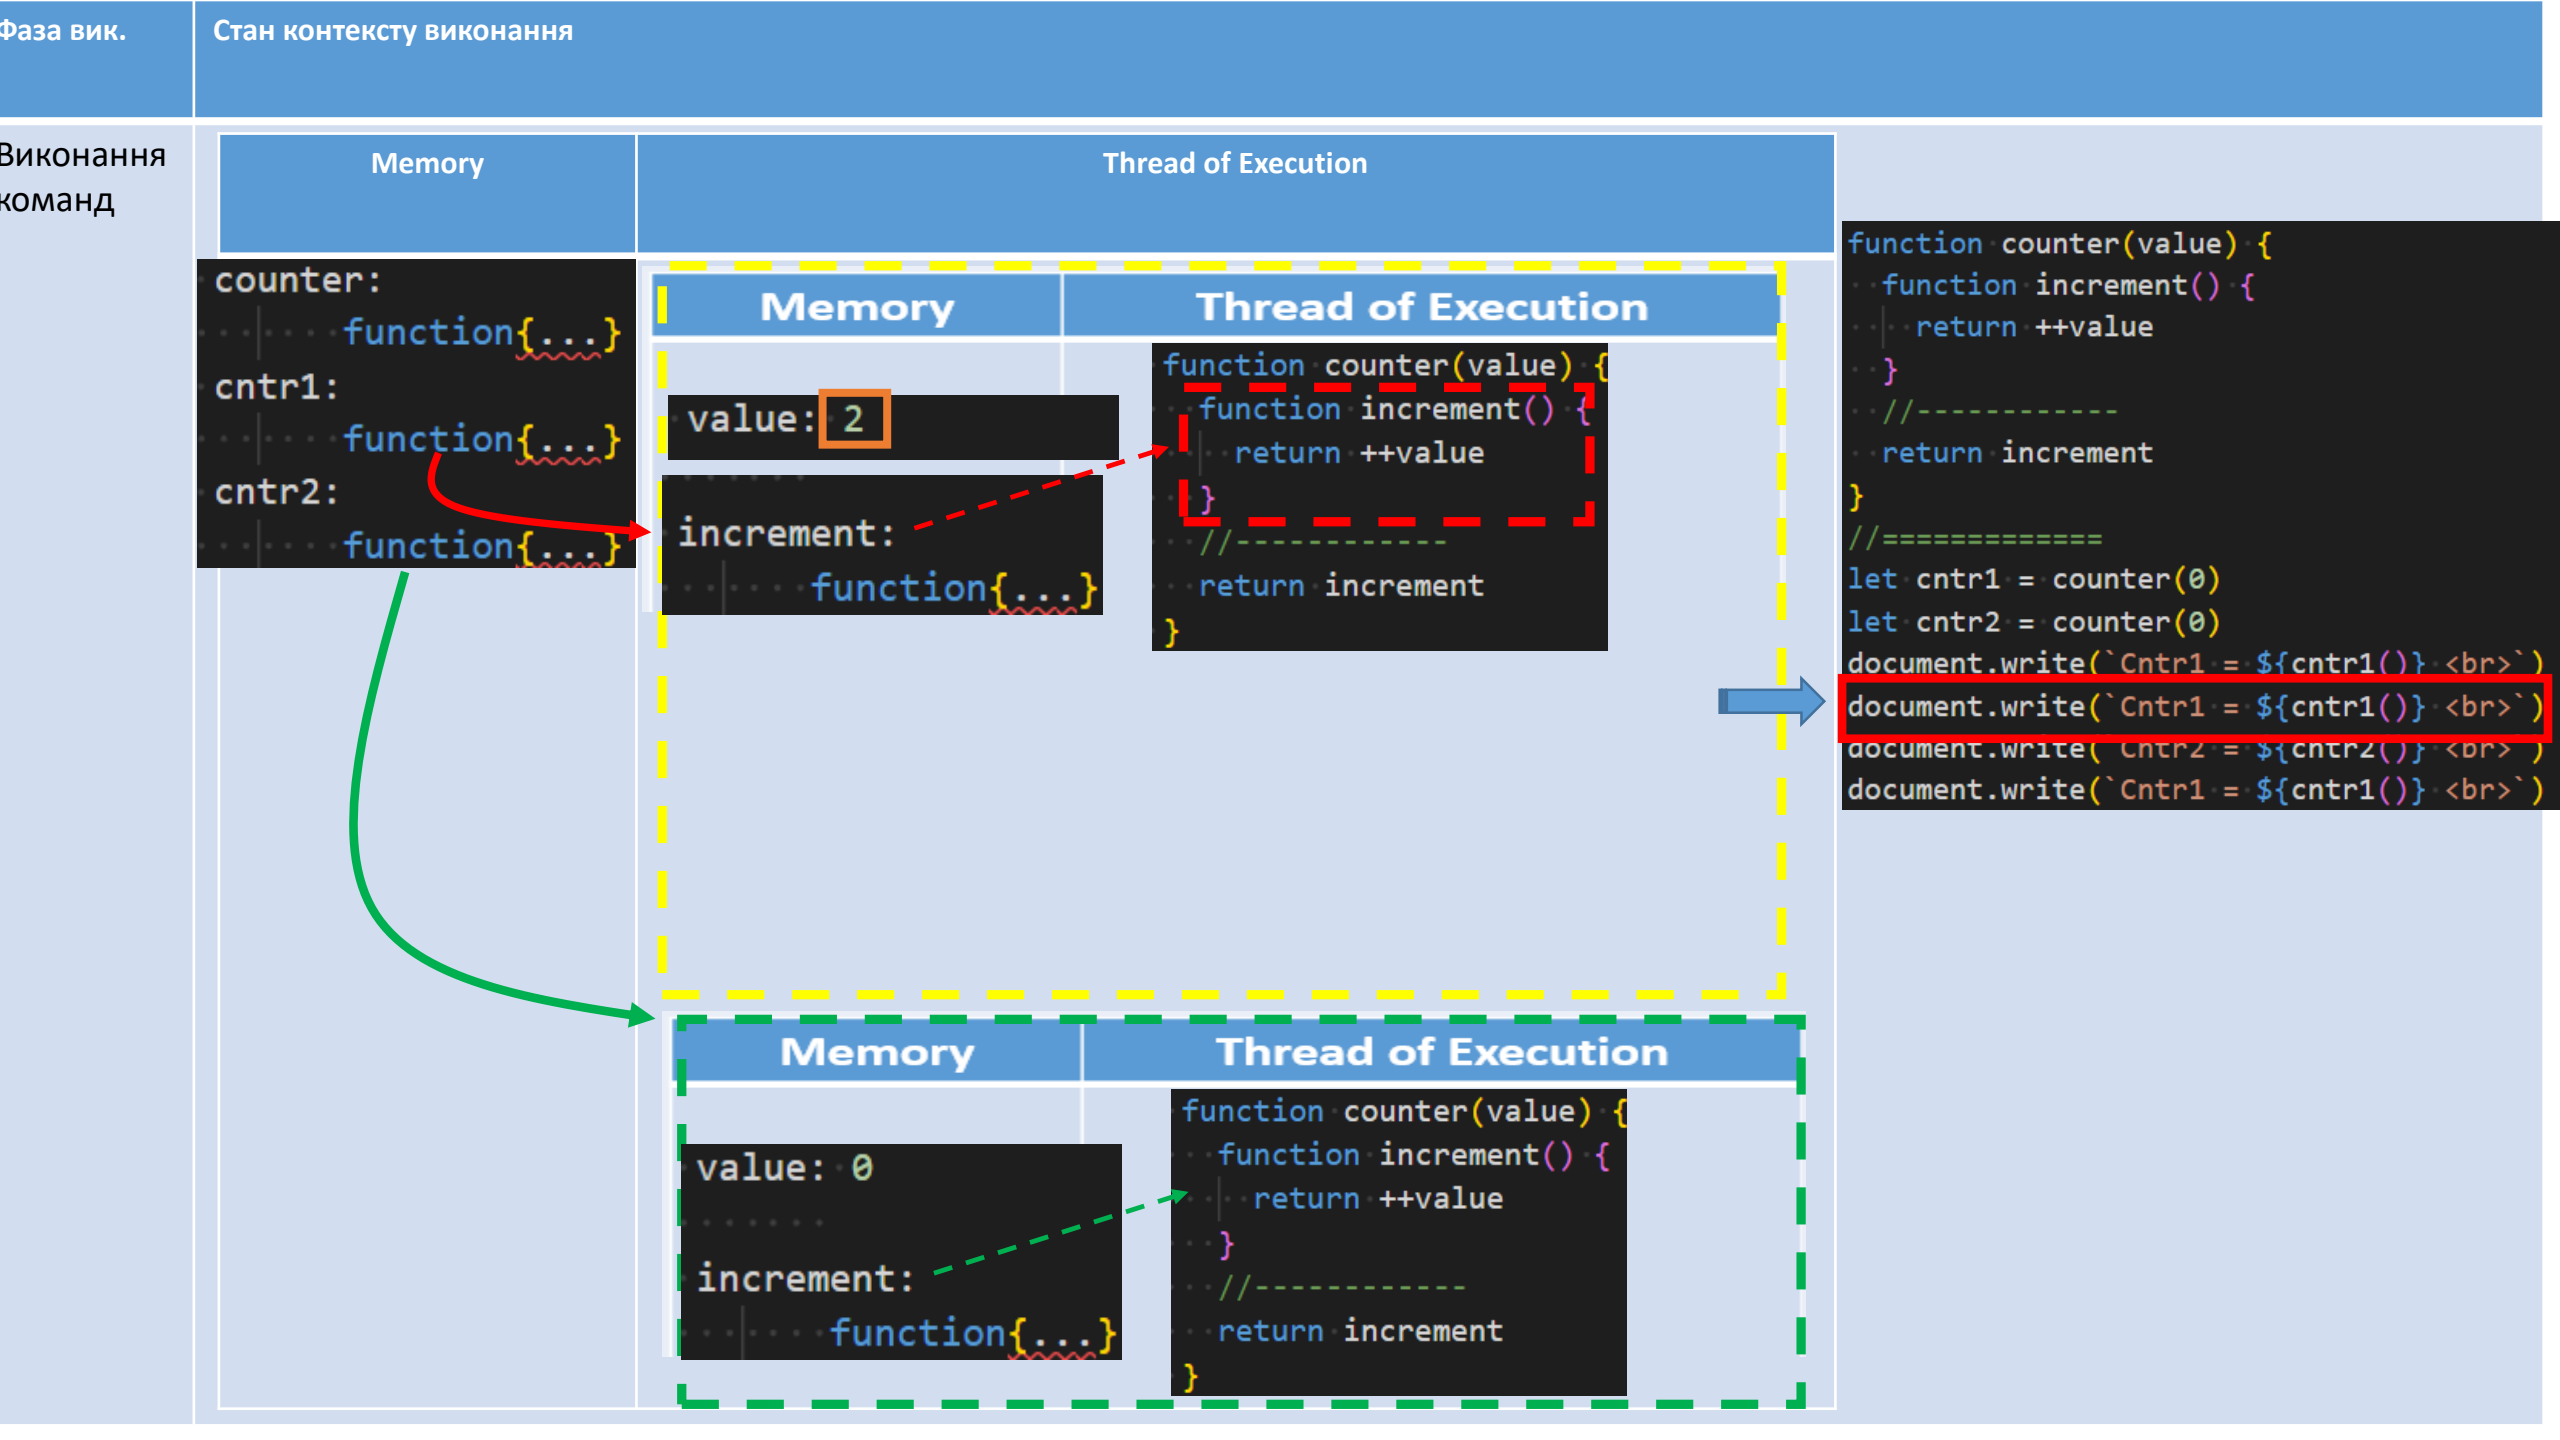 Фаза вик.
Стан контексту виконання
Виконання
команд
Memory
Thread of Execution
counter:
function{...}
cntr1:
function{...}
cntr2:
function{...}
Memory
Thread of Execution
value: 2
increment:
function{...}
function counter(value) {
function increment() {
return ++value
}
//------------
return increment
}
Memory
Thread of Execution
value: 0
increment:
function{...}
function counter(value) {
function increment() {
return ++value
}
//------------
return increment
}
function counter(value) {
function increment() {
return ++value
}
//------------
return increment
}
//=============
let cntr1 = counter(0)
let cntr2 = counter(0)
document.write(`Cntr1 = ${cntr1()} <br>`)
document.write(`Cntr1 = ${cntr1()} <br>`)
document.write(`Cntr2 = ${cntr2()} <br>`)
document.write(`Cntr1 = ${cntr1()} <br>`)